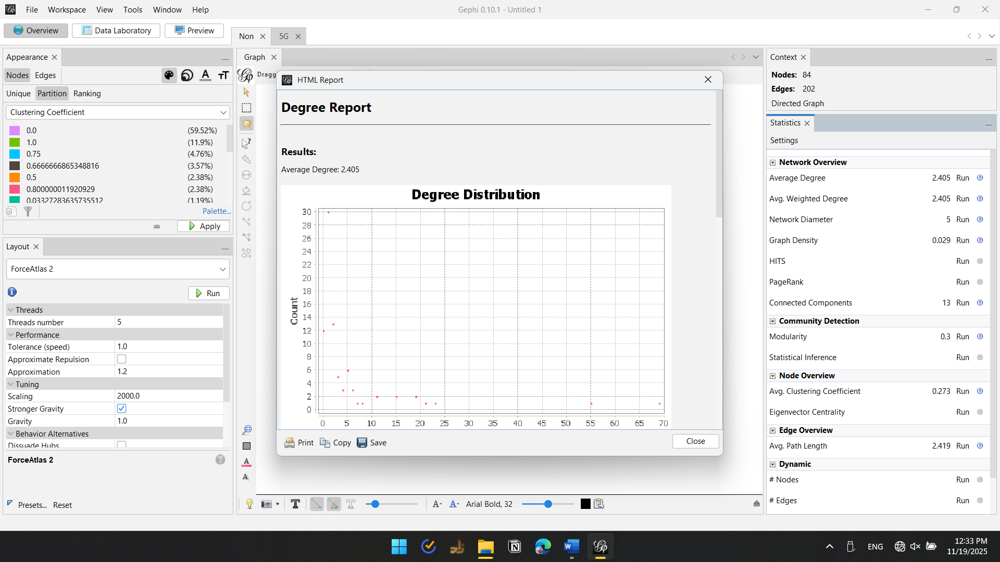 File Workspace View Tools Window Help
Gephi 0.10.1 - Untitled 1
Overview Data Laboratory Preview
Non 5G
Appearance
Nodes Edges
Unique Partition Ranking
Clustering Coefficient
0.0 (59.52%)
1.0 (11.9%)
0.75 (4.76%)
0.6666666865348816 (3.57%)
0.5 (2.38%)
0.800000011920929 (2.38%)
0.03327283635735512 (1.19%)
Palette...
Apply
Layout
ForceAtlas 2
Run
Threads
Threads number 5
Performance
Tolerance (speed) 1.0
Approximate Repulsion
Approximation 1.2
Tuning
Scaling 2000.0
Stronger Gravity
Gravity 1.0
Behavior Alternatives
Dissuade Hubs
ForceAtlas 2
Presets... Reset
Graph
Dragg
HTML Report
Degree Report
Results:
Average Degree: 2.405
Degree Distribution
Count
30
28
26
24
22
20
18
16
14
12
10
8
6
4
2
0
0 5 10 15 20 25 30 35 40 45 50 55 60 65 70
Print Copy Save
Close
Arial Bold, 32
Context
Nodes: 84
Edges: 202
Directed Graph
Statistics
Settings
Network Overview
Average Degree 2.405 Run
Avg. Weighted Degree 2.405 Run
Network Diameter 5 Run
Graph Density 0.029 Run
HITS Run
PageRank Run
Connected Components 13 Run
Community Detection
Modularity 0.3 Run
Statistical Inference Run
Node Overview
Avg. Clustering Coefficient 0.273 Run
Eigenvector Centrality Run
Edge Overview
Avg. Path Length 2.419 Run
Dynamic
# Nodes Run
# Edges Run
ENG
12:33 PM
11/19/2025